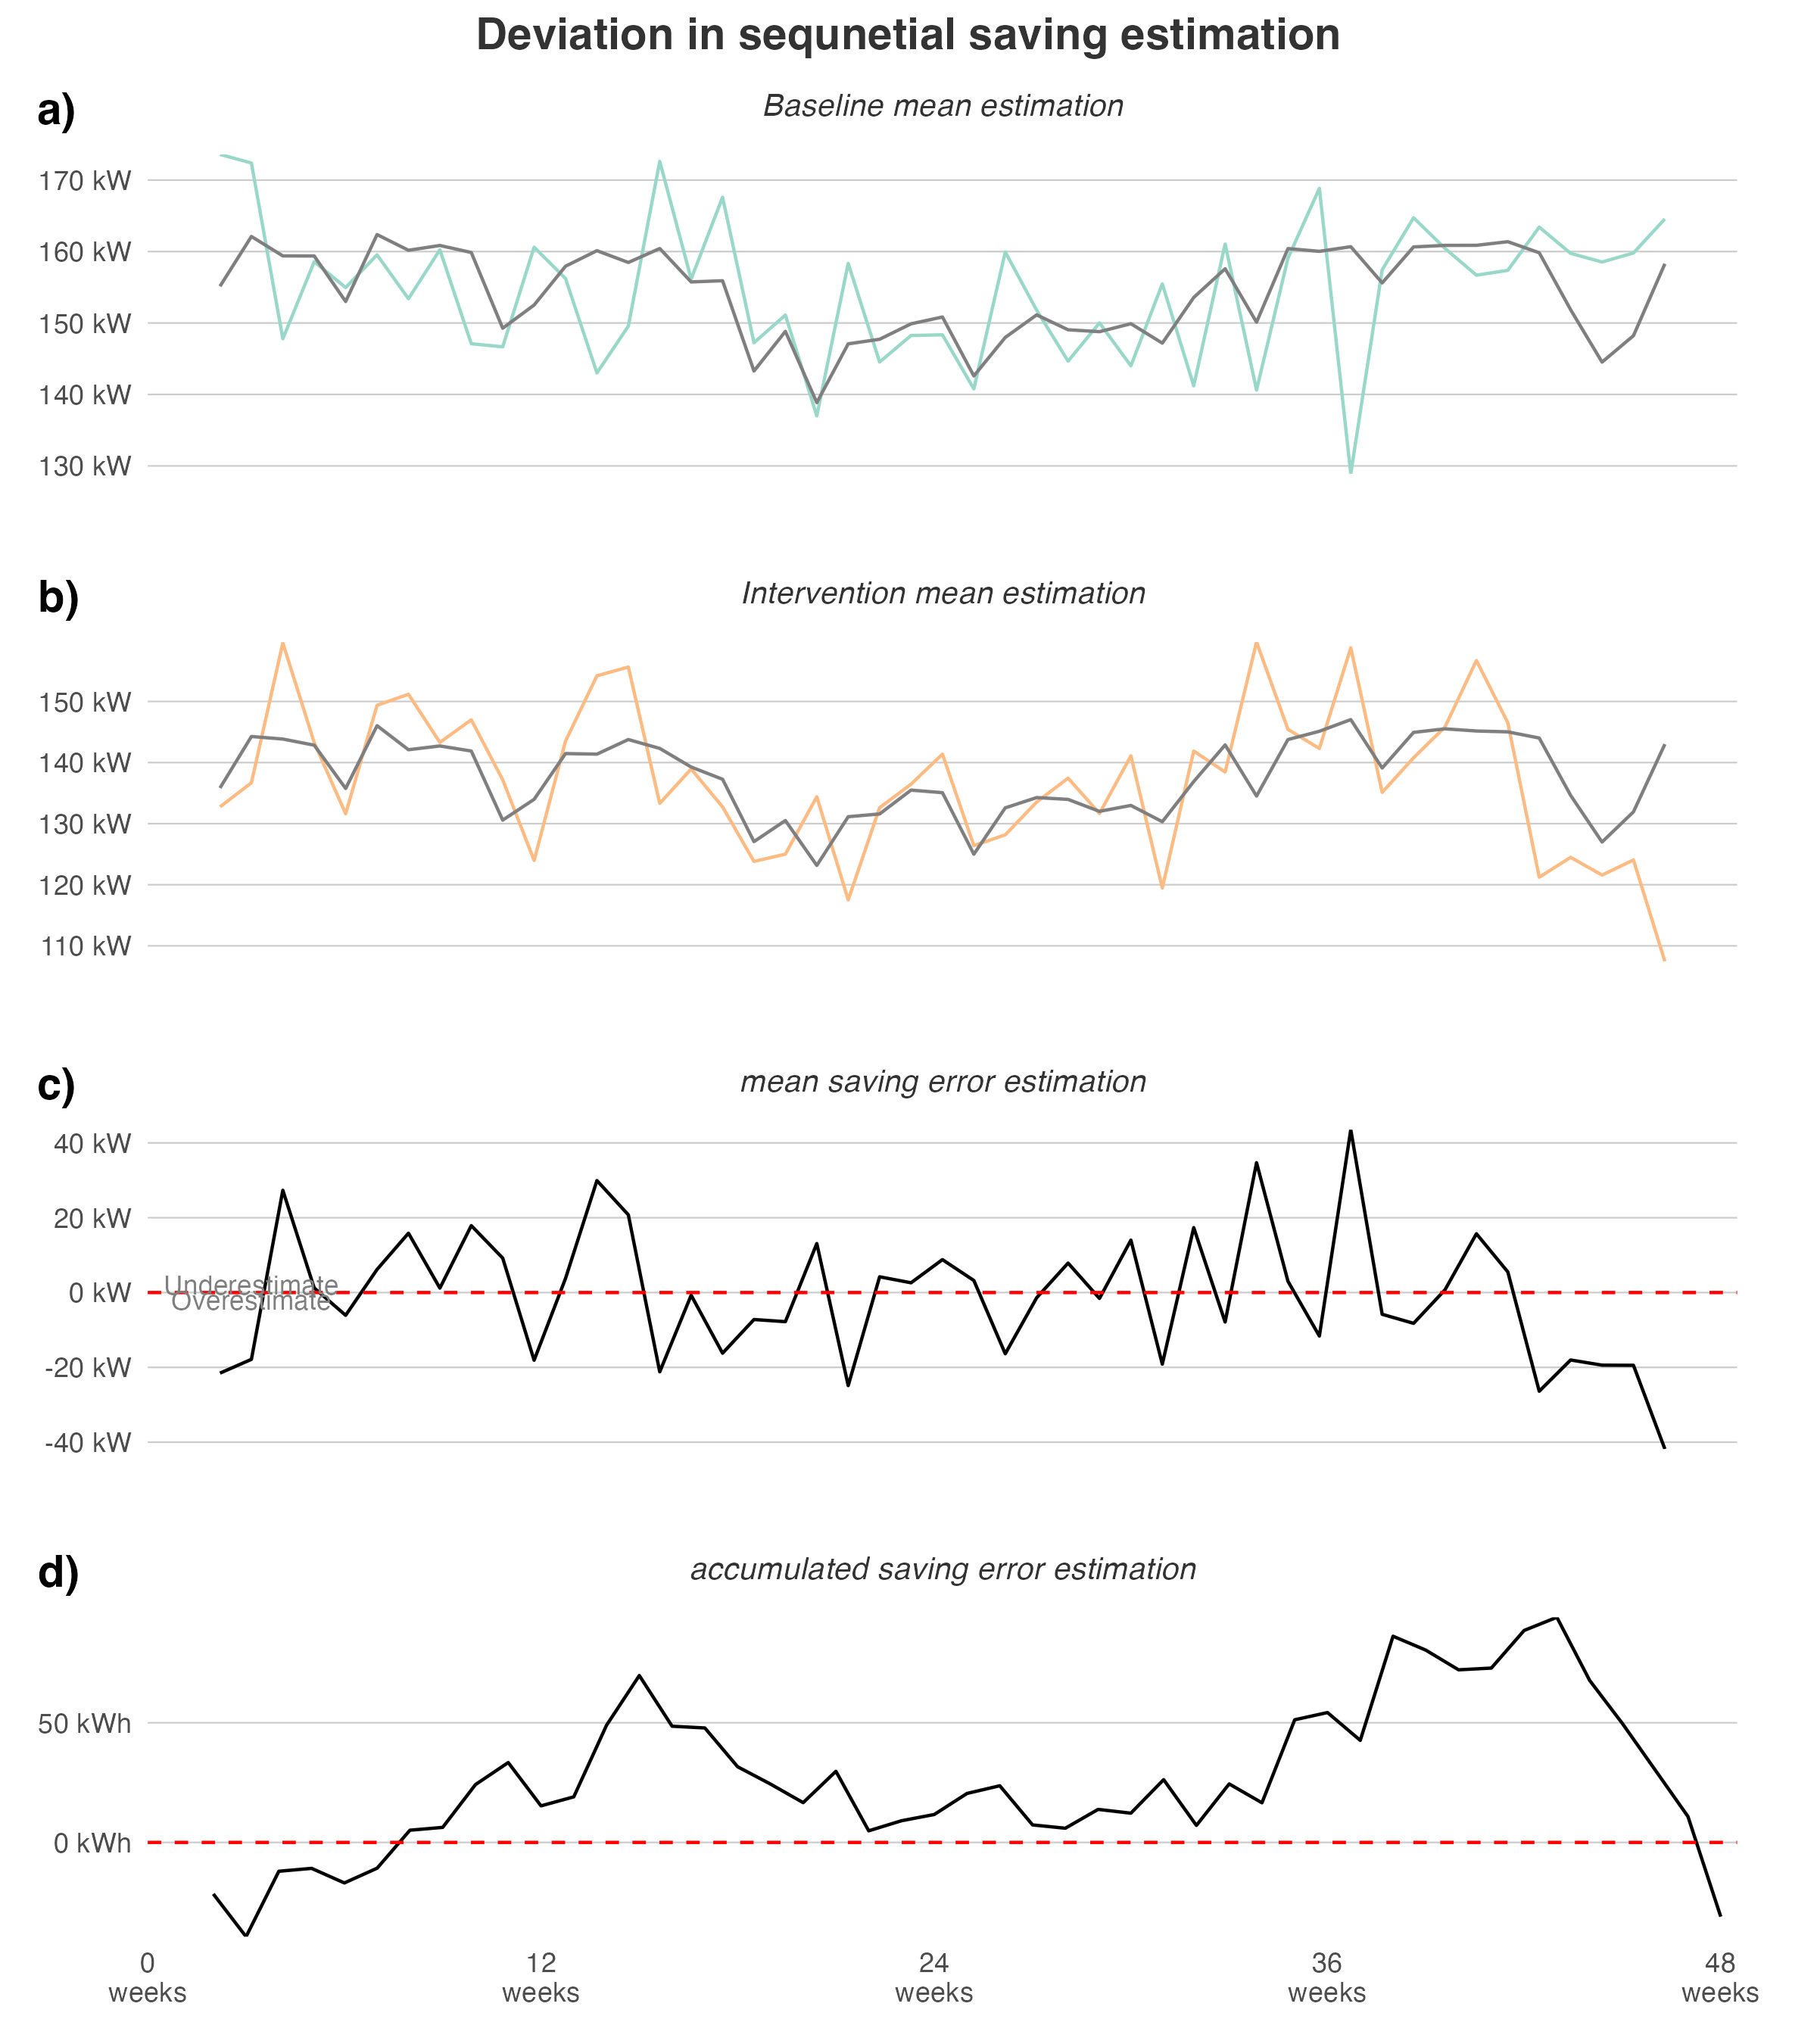 Deviation in sequnetial saving estimation
a)
Baseline mean estimation
170 kW
160 kW
150 kW
140 kW
130 kW
b)
Intervention mean estimation
150 kW
140 kW
130 kW
120 kW
110 kW
c)
mean saving error estimation
40 kW
20 kW
Underestimate
0 kW
Overestimate
-20 kW
-40 kW
d)
accumulated saving error estimation
50 kWh
0 kWh
0 12 24 36 48
weeks weeks weeks weeks weeks